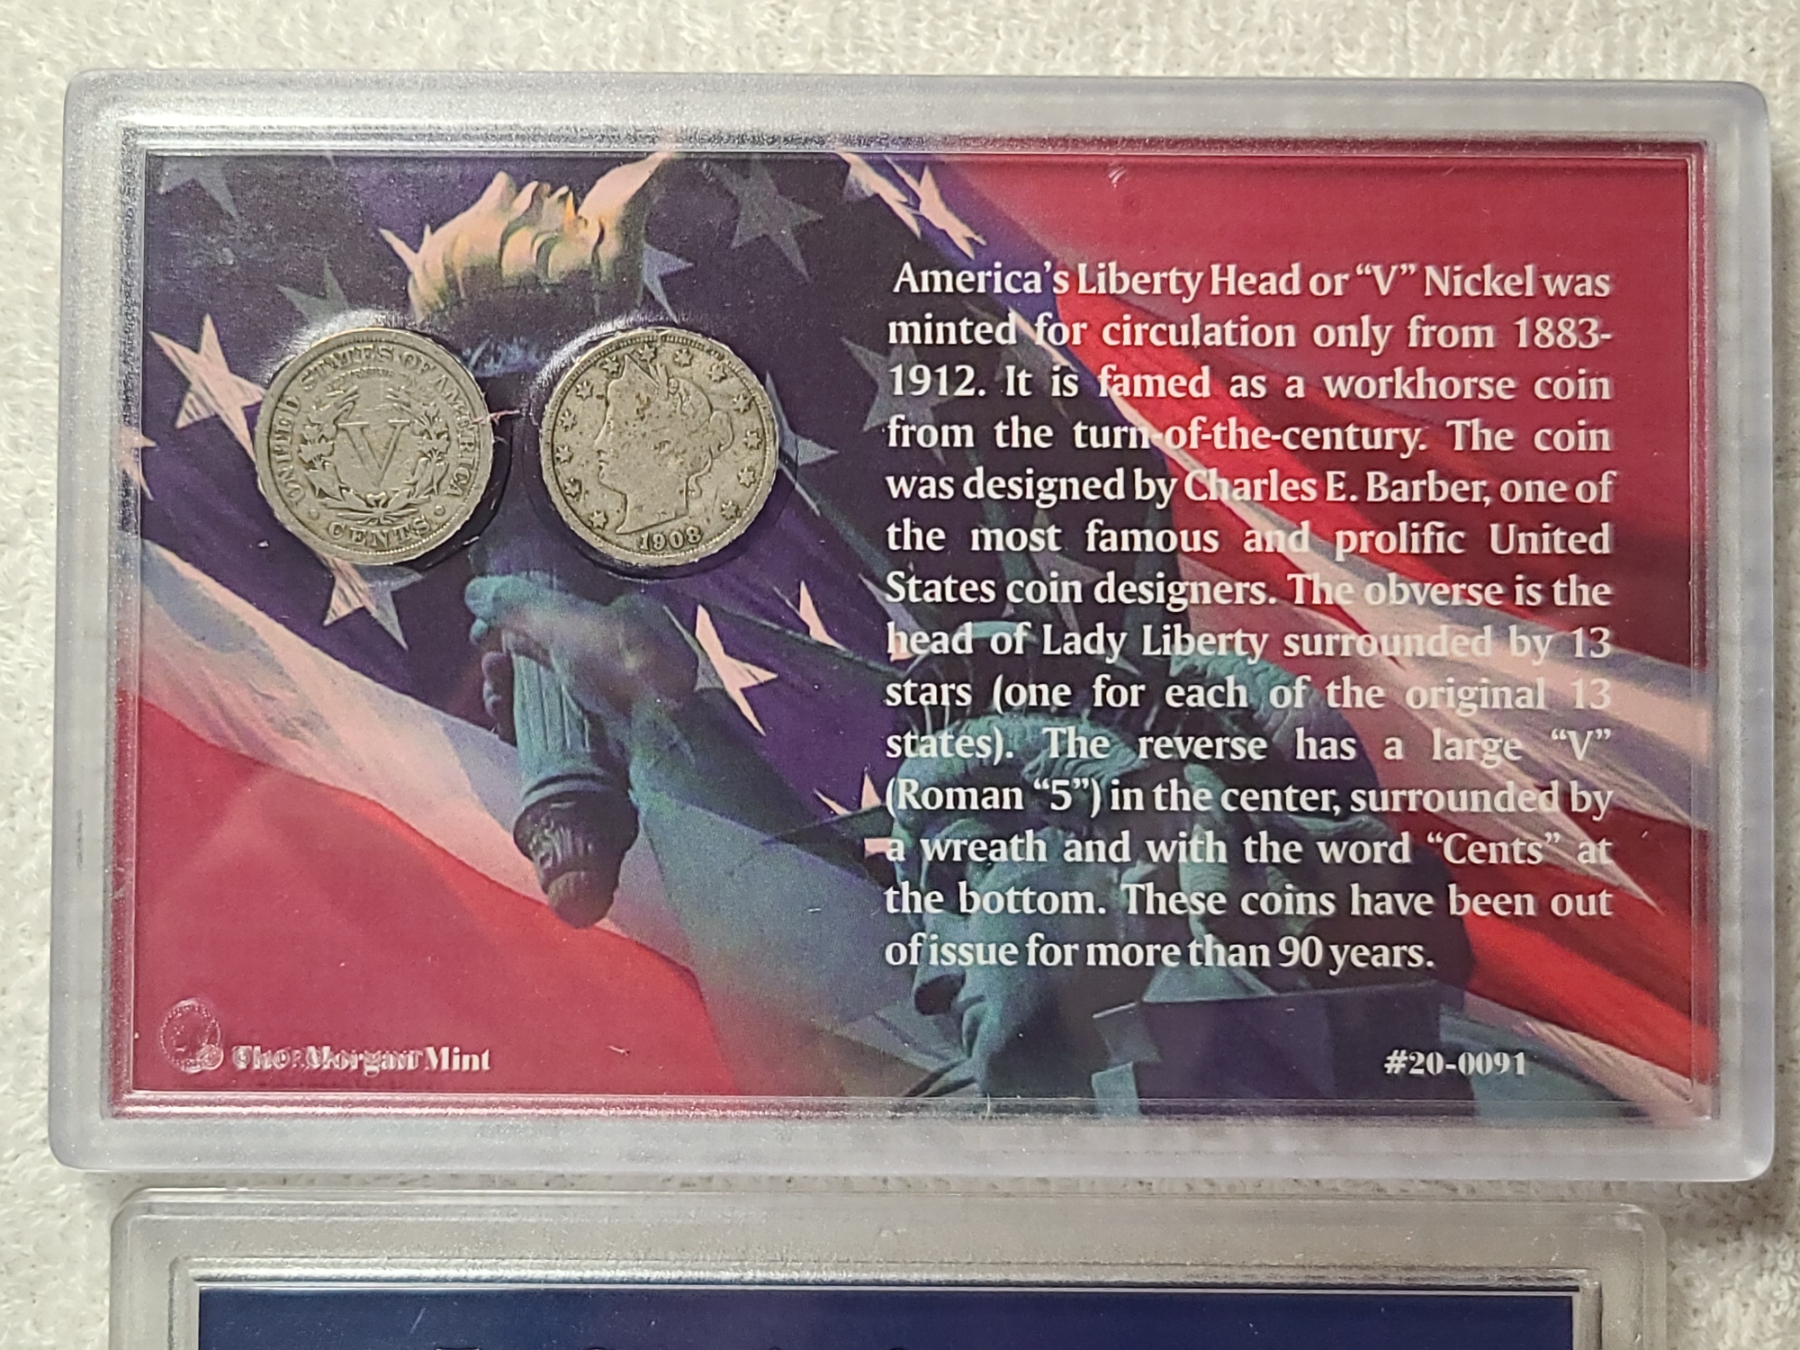 America's Liberty Head or “V” Nickel was
minted for circulation only from 1883-
1912. It is famed as a workhorse coin
from the turn-of-the-century. The coin
was designed by Charles E. Barber, one of
the most famous and prolific United
States coin designers. The obverse is the
head of Lady Liberty surrounded by 13
stars (one for each of the original 13
states). The reverse has a large “V”
(Roman “5”) in the center, surrounded by
a wreath and with the word “Cents” at
the bottom. These coins have been out
of issue for more than 90 years.
UNITED STATES OF AMERICA
V
CENTS
1908
The Morgan Mint
#20-0091